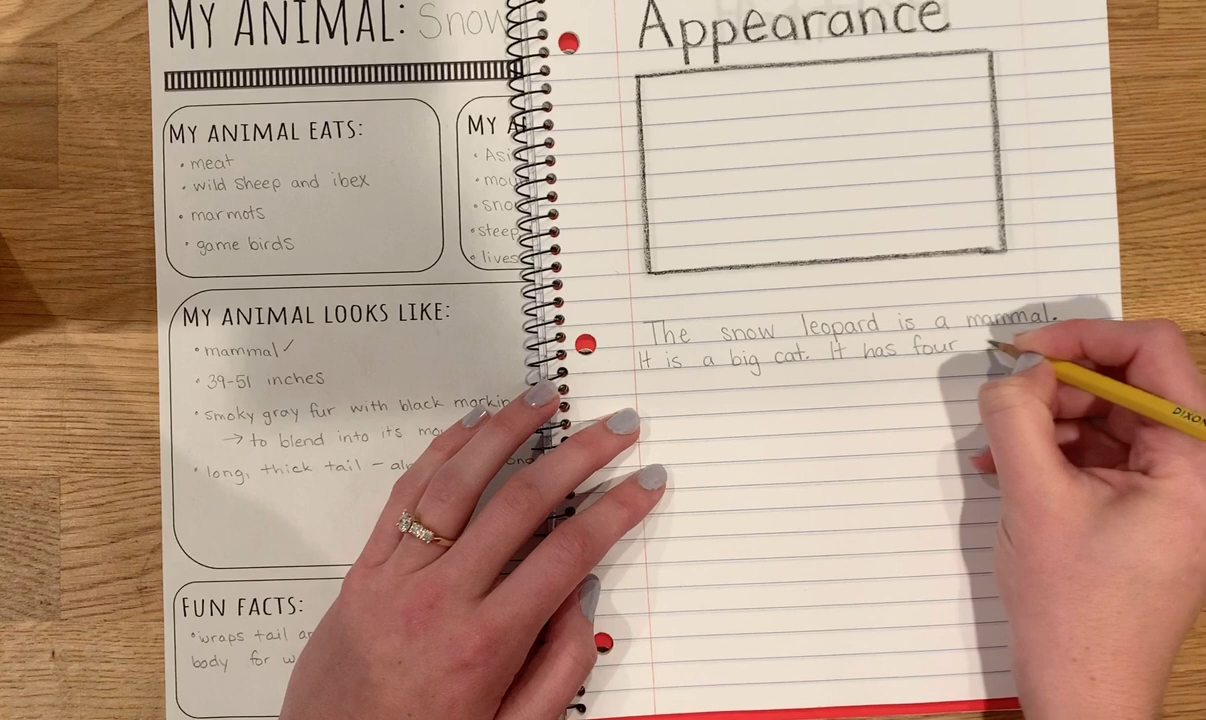 MY ANIMAL: Snow
MY ANIMAL EATS:
• meat
• wild sheep and ibex
• marmots
• game birds
MY A
• Asi
• mou
• sno
• steep
• lives
MY ANIMAL LOOKS LIKE:
• mammal ✓
• 39-51 inches
• smoky gray fur with black markin
→ to blend into its mo
• long, thick tail - al
FUN FACTS:
• wraps tail ar
body for w
Appearance
The snow leopard is a mammal.
It is a big cat. It has four
DIXON